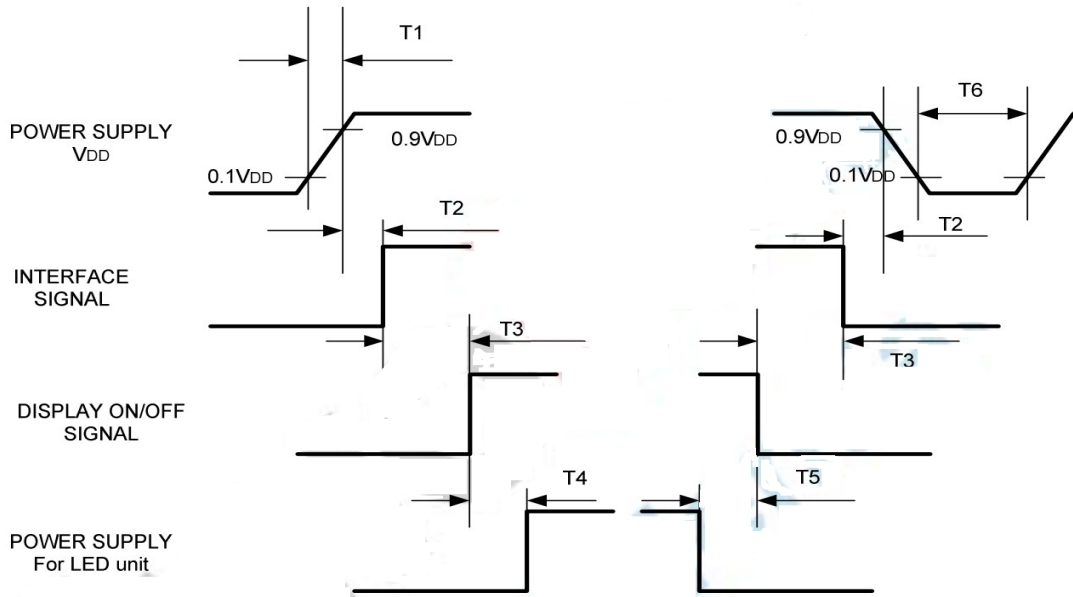 T1
T6
POWER SUPPLY
VDD
0.9VDD
0.9VDD
0.1VDD
0.1VDD
T2
T2
INTERFACE
SIGNAL
T3
T3
DISPLAY ON/OFF
SIGNAL
T4
T5
POWER SUPPLY
For LED unit